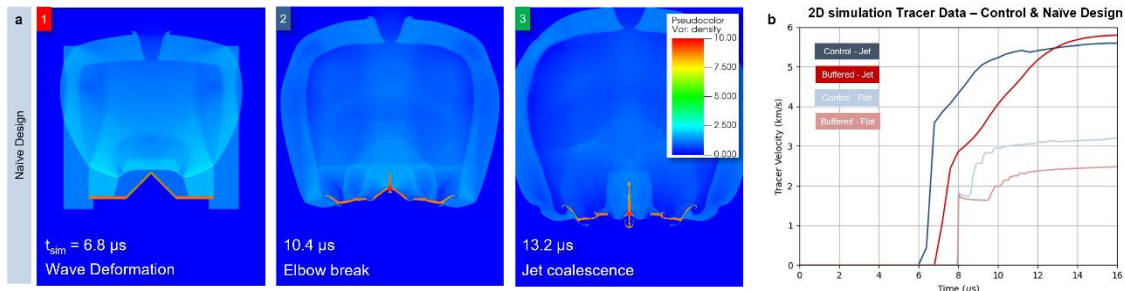 a
Naïve Design
1
tsim = 6.8 µs
Wave Deformation
2
10.4 µs
Elbow break
3
Pseudocolor
Var: density
10.00
7.500
5.000
2.500
0.000
13.2 µs
Jet coalescence
b
2D simulation Tracer Data – Control & Naïve Design
Control - Jet
Buffered - Jet
Control - Flat
Buffered - Flat
Tracer Velocity (km/s)
6
5
4
3
2
1
0
0 2 4 6 8 10 12 14 16
Time (µs)